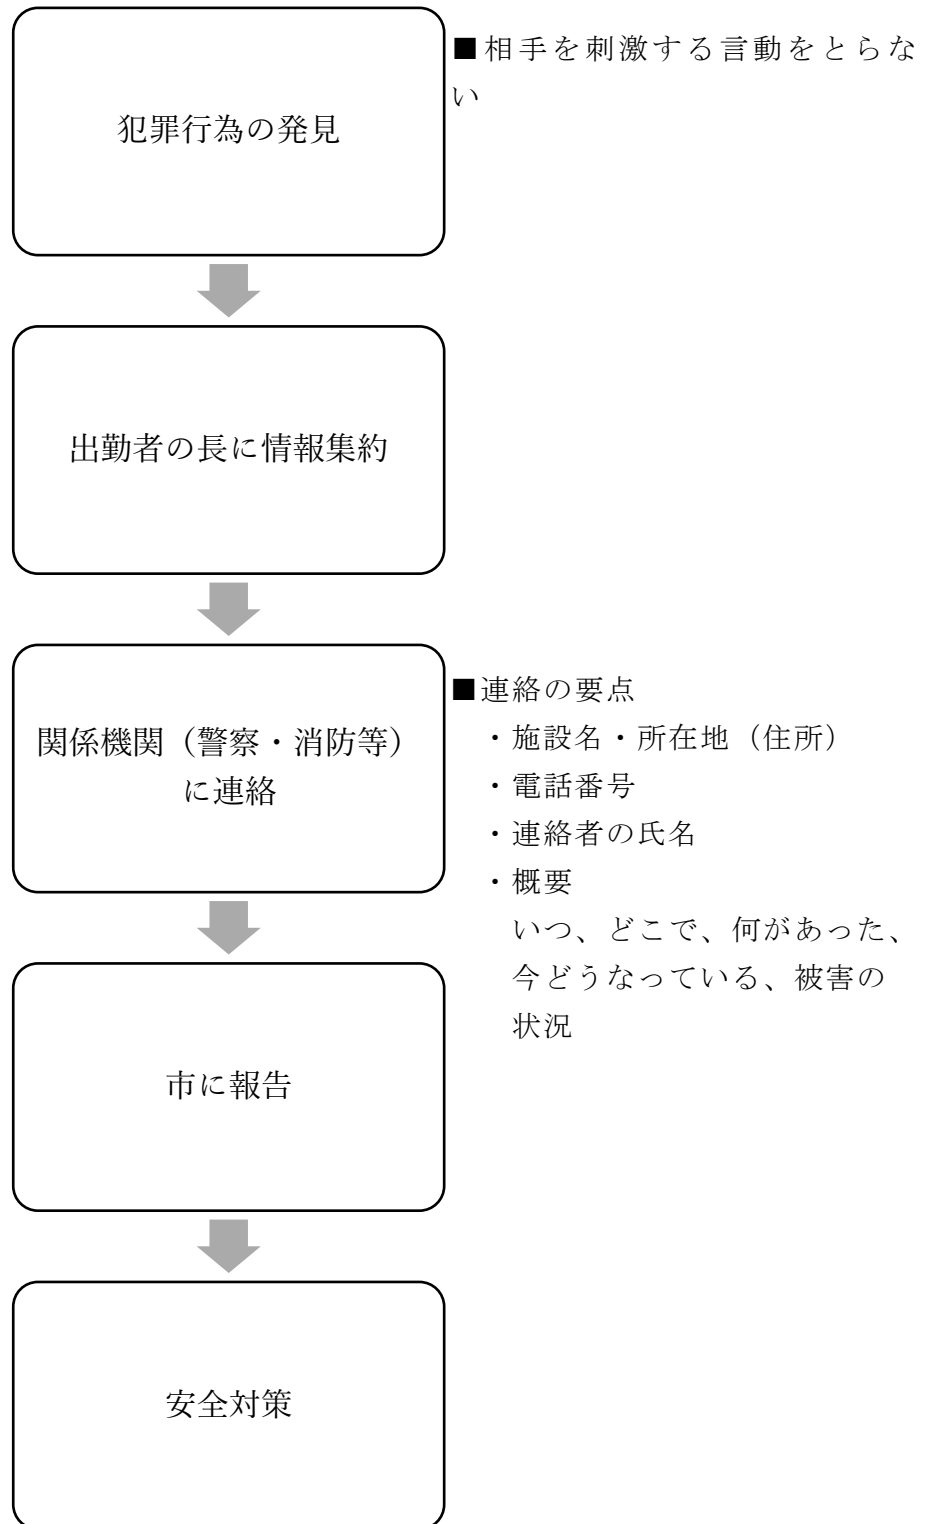 犯罪行為の発見
■相手を刺激する言動をとらな
い
出勤者の長に情報集約
関係機関（警察・消防等）
に連絡
■連絡の要点
・施設名・所在地（住所）
・電話番号
・連絡者の氏名
・概要
いつ、どこで、何があった、
今どうなっている、被害の
状況
市に報告
安全対策